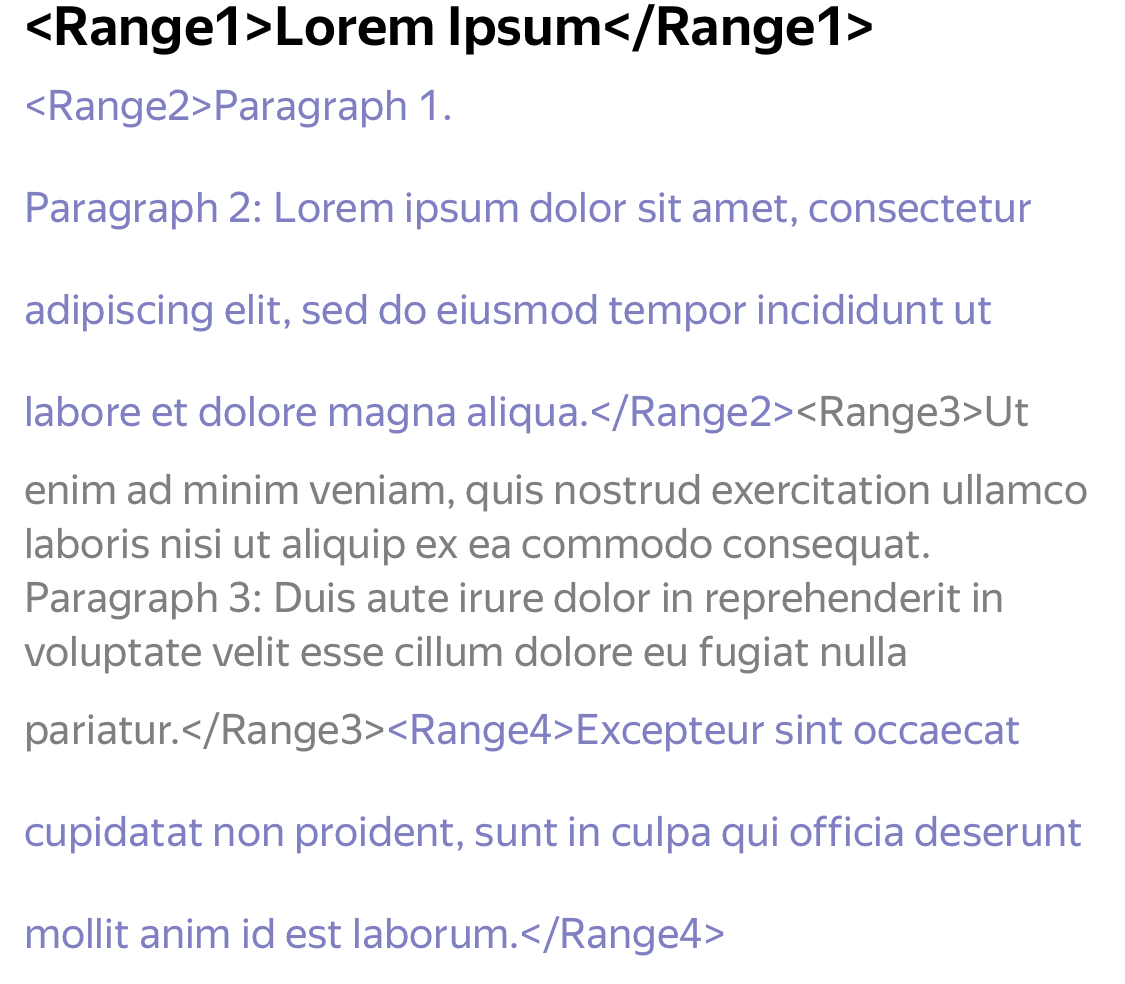 <Range1>Lorem Ipsum</Range1>
<Range2>Paragraph 1.
Paragraph 2: Lorem ipsum dolor sit amet, consectetur
adipiscing elit, sed do eiusmod tempor incididunt ut
labore et dolore magna aliqua.</Range2><Range3>Ut
enim ad minim veniam, quis nostrud exercitation ullamco
laboris nisi ut aliquip ex ea commodo consequat.
Paragraph 3: Duis aute irure dolor in reprehenderit in
voluptate velit esse cillum dolore eu fugiat nulla
pariatur.</Range3><Range4>Excepteur sint occaecat
cupidatat non proident, sunt in culpa qui officia deserunt
mollit anim id est laborum.</Range4>